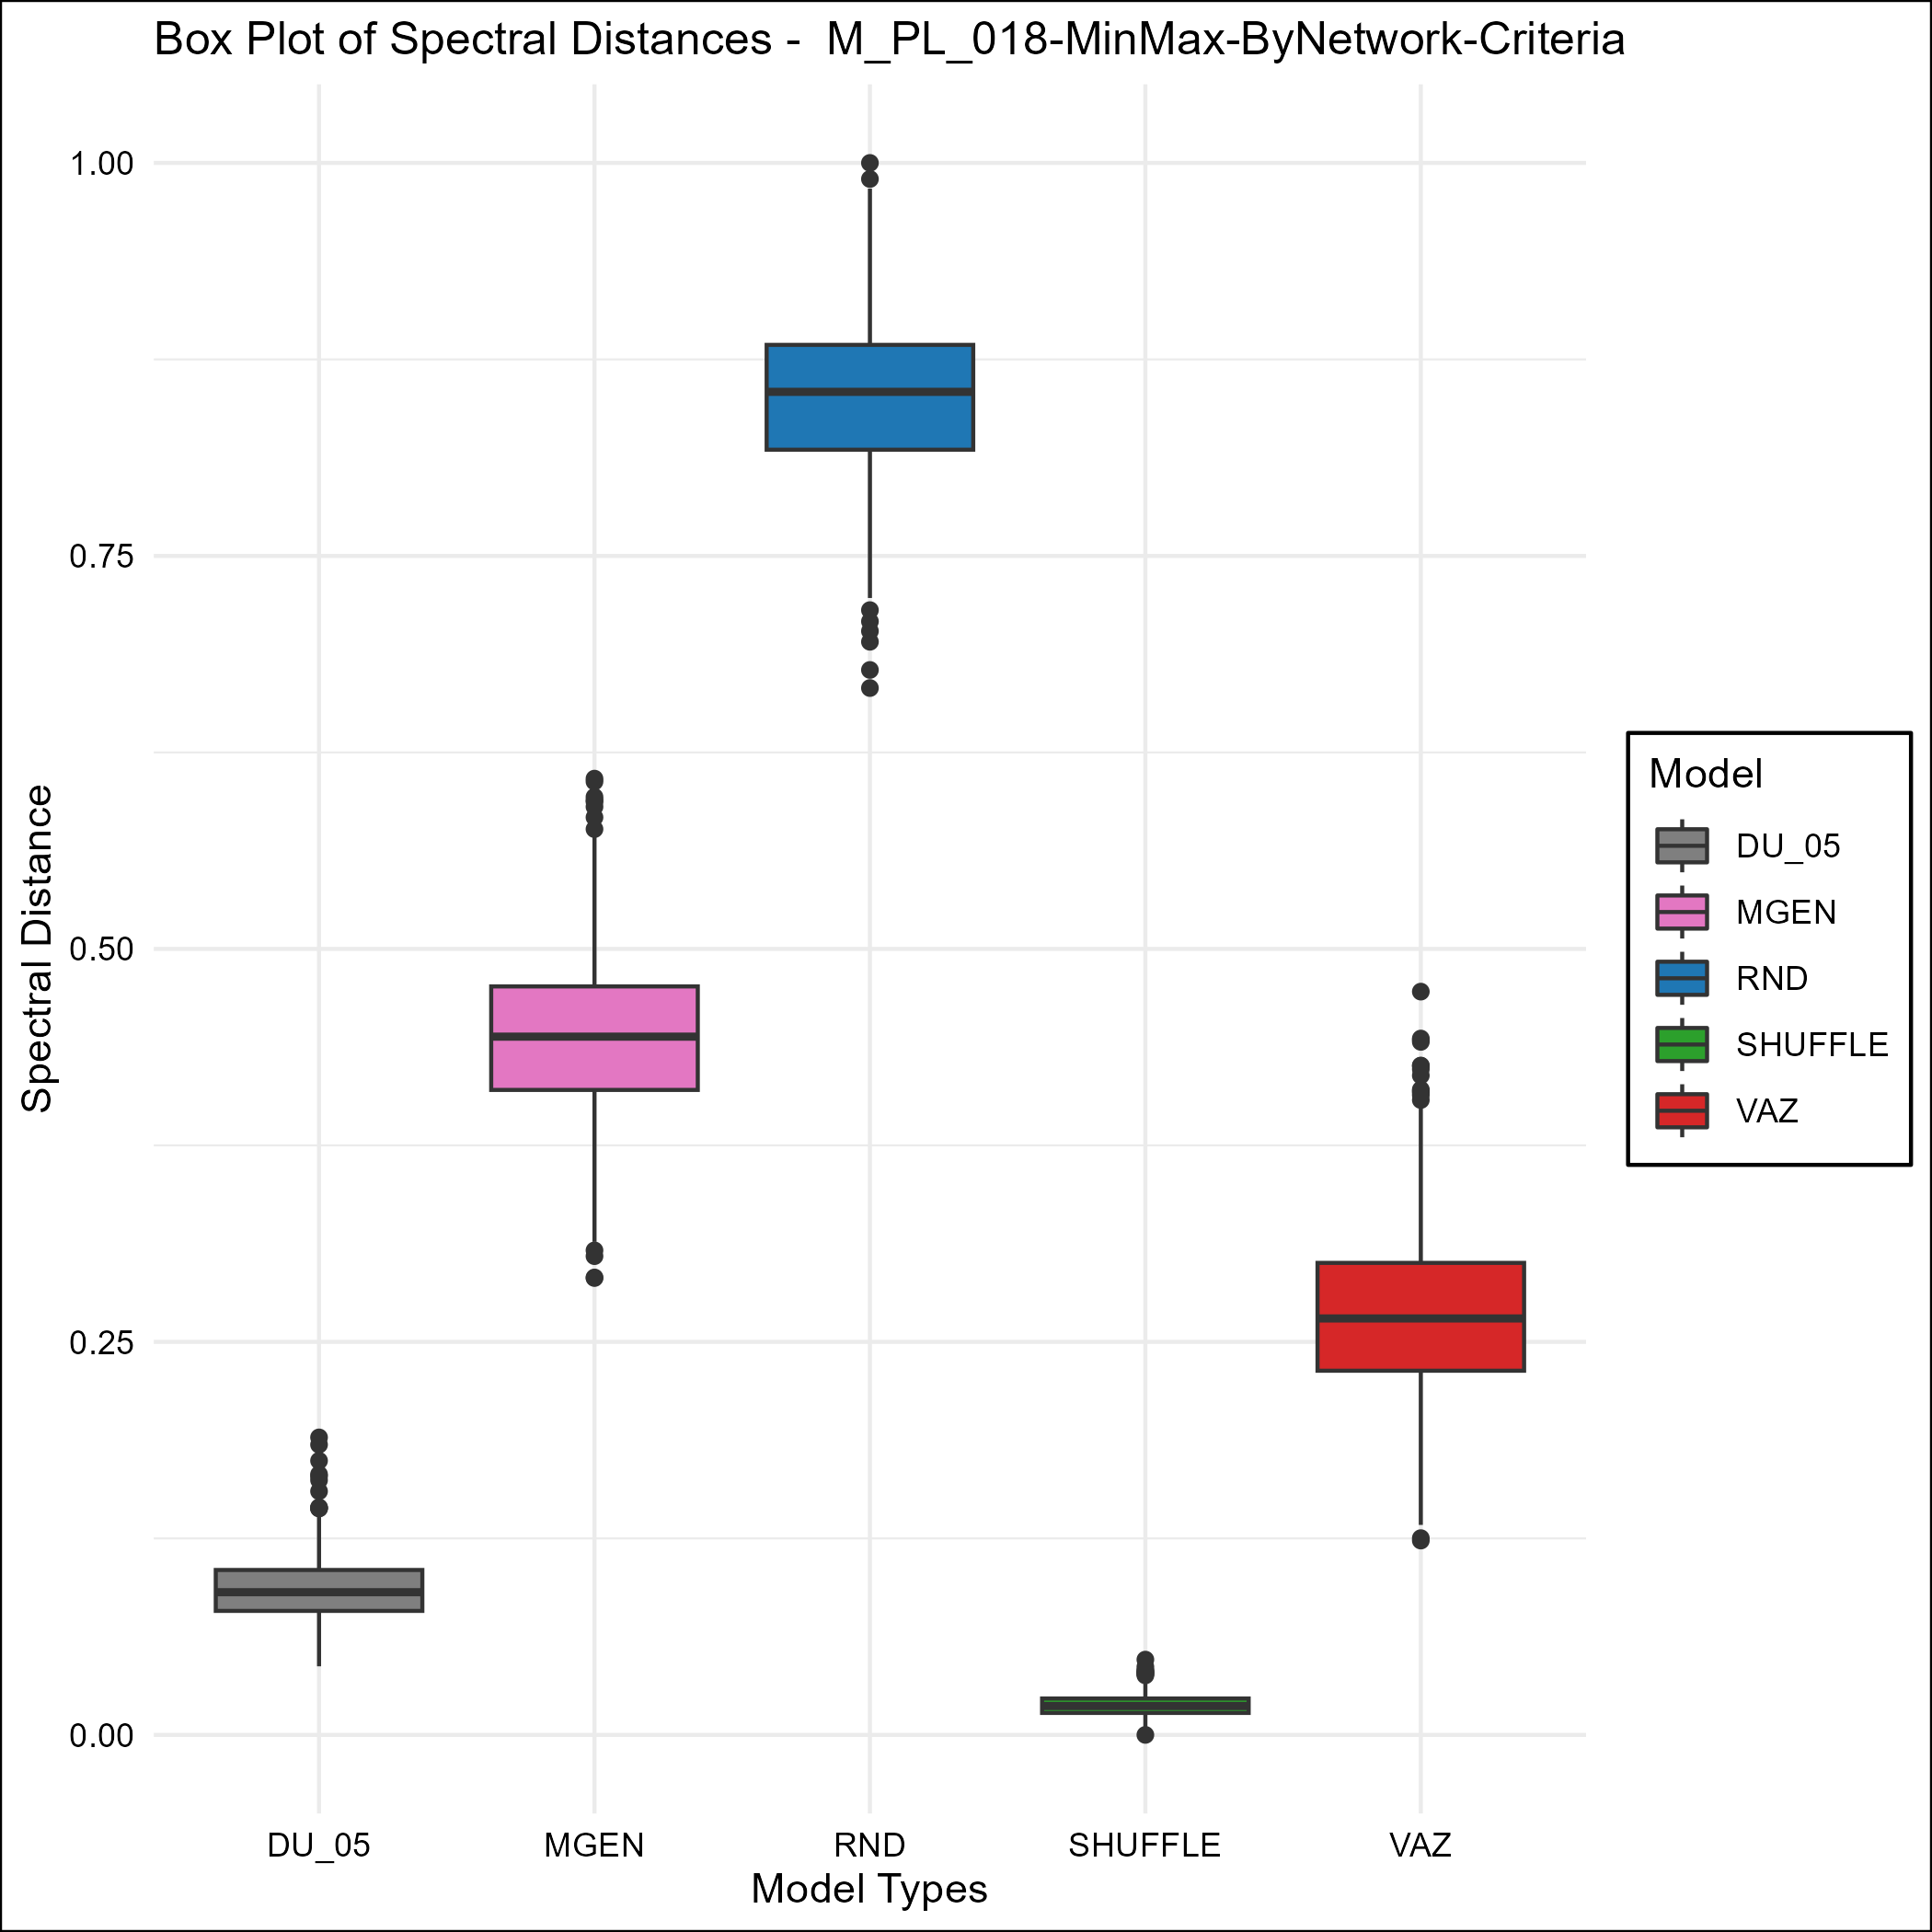 Box Plot of Spectral Distances -  M_PL_018-MinMax-ByNetwork-Criteria
1.00
0.75
0.50
0.25
0.00
Spectral Distance
DU_05
MGEN
RND
SHUFFLE
VAZ
Model Types
Model
DU_05
MGEN
RND
SHUFFLE
VAZ